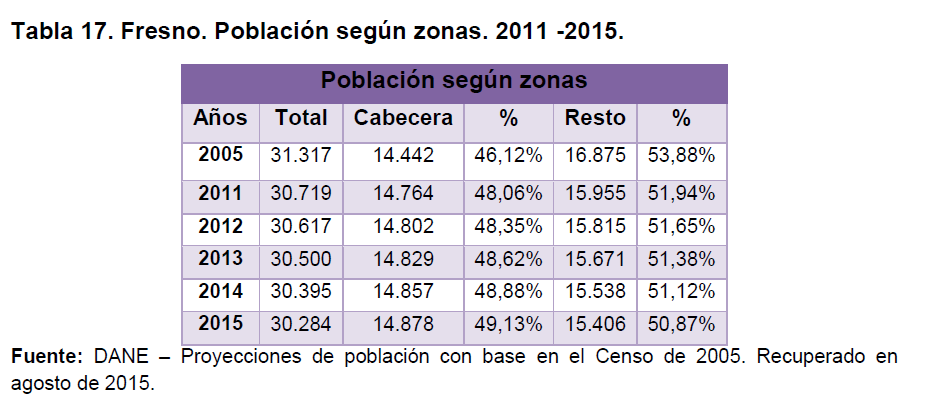 Tabla 17. Fresno. Población según zonas. 2011 -2015.
Población según zonas
Años Total Cabecera % Resto %
2005 31.317 14.442 46,12% 16.875 53,88%
2011 30.719 14.764 48,06% 15.955 51,94%
2012 30.617 14.802 48,35% 15.815 51,65%
2013 30.500 14.829 48,62% 15.671 51,38%
2014 30.395 14.857 48,88% 15.538 51,12%
2015 30.284 14.878 49,13% 15.406 50,87%
Fuente: DANE – Proyecciones de población con base en el Censo de 2005. Recuperado en
agosto de 2015.